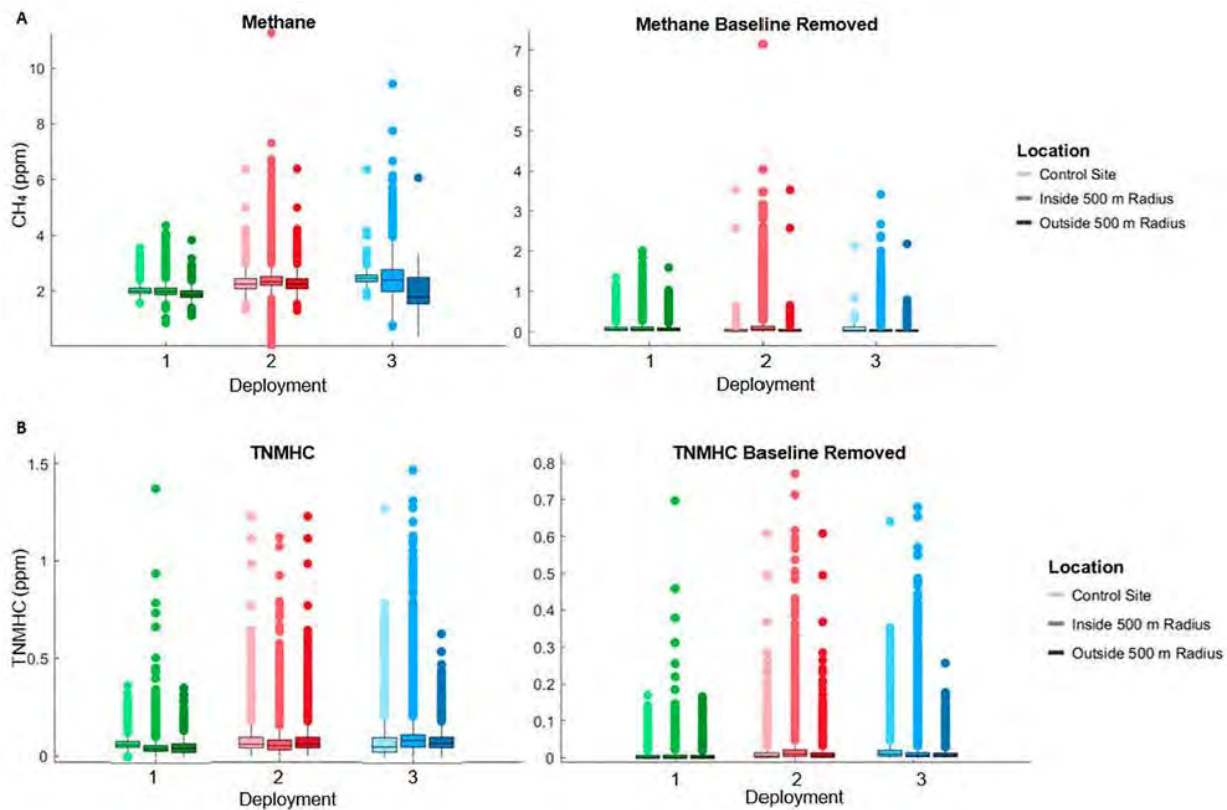 A
Methane
Methane Baseline Removed
CH₄ (ppm)
10
8
6
4
2
1
2
3
Deployment
7
6
5
4
3
2
1
0
1
2
3
Deployment
Location
Control Site
Inside 500 m Radius
Outside 500 m Radius
B
TNMHC
TNMHC Baseline Removed
TNMHC (ppm)
1.5
1
0.5
0
1
2
3
Deployment
0.8
0.7
0.6
0.5
0.4
0.3
0.2
0.1
0
1
2
3
Deployment
Location
Control Site
Inside 500 m Radius
Outside 500 m Radius